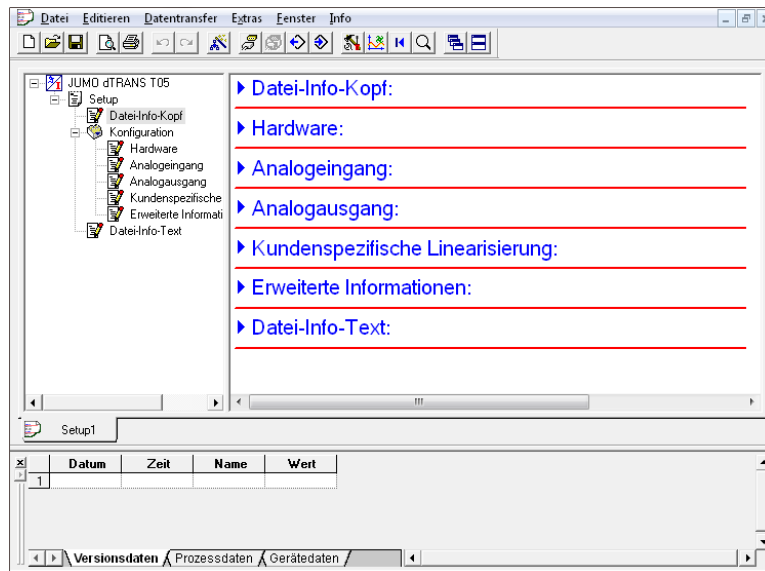 Datei Editieren Datentransfer Extras Fenster Info
JUMO dTRANS T05
Setup
Datei-Info-Kopf
Konfiguration
Hardware
Analogeingang
Analogausgang
Kundenspezifische
Erweiterte Informati
Datei-Info-Text
Datei-Info-Kopf:
Hardware:
Analogeingang:
Analogausgang:
Kundenspezifische Linearisierung:
Erweiterte Informationen:
Datei-Info-Text:
Setup1
Datum Zeit Name Wert
1
Versionsdaten Prozessdaten Gerätedaten